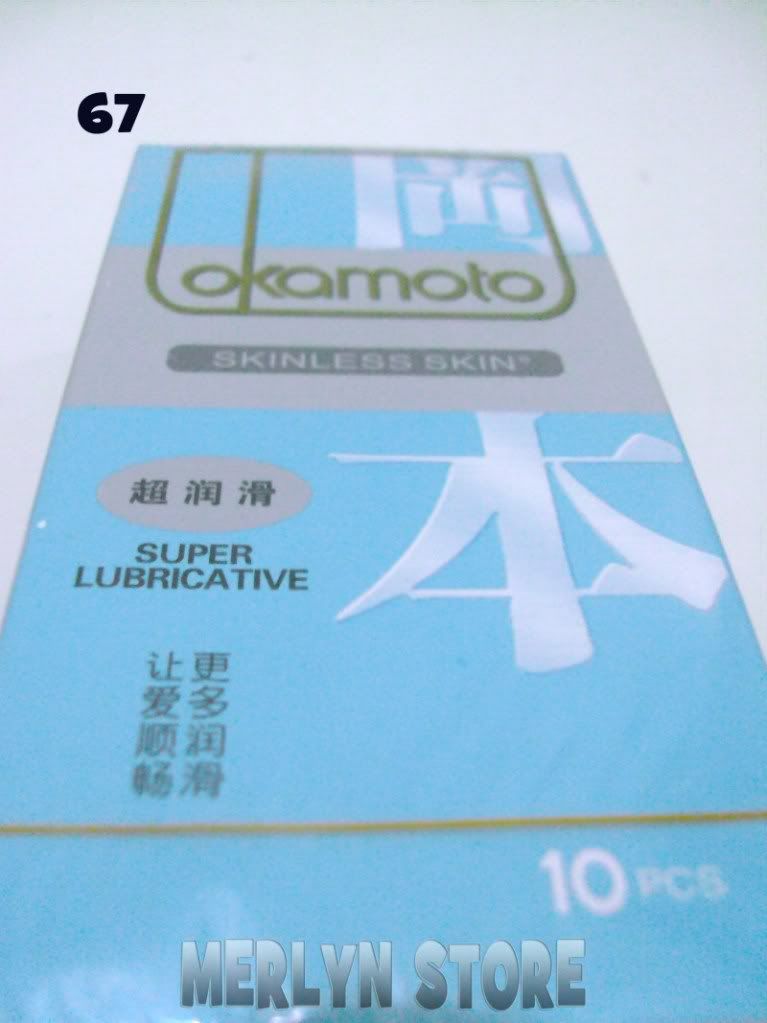 67
岡
okamoto
SKINLESS SKIN®
本
超润滑
SUPER
LUBRICATIVE
更多润滑
让爱顺畅
10 PCS
MERLYN STORE